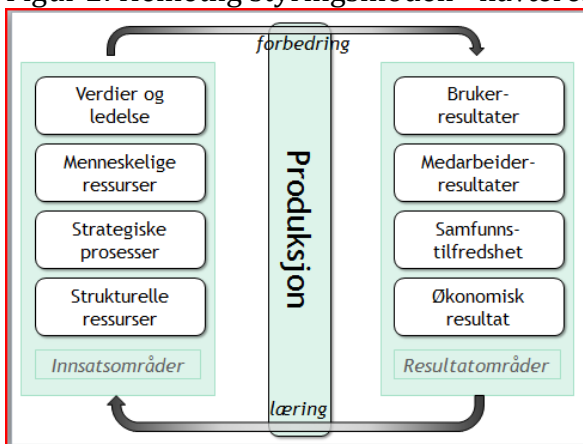 forbedring
Verdier og
ledelse
Menneskelige
ressurser
Strategiske
prosesser
Strukturelle
ressurser
Innsatsområder
Produksjon
Bruker-
resultater
Medarbeider-
resultater
Samfunns-
tilfredshet
Økonomisk
resultat
Resultatområder
læring